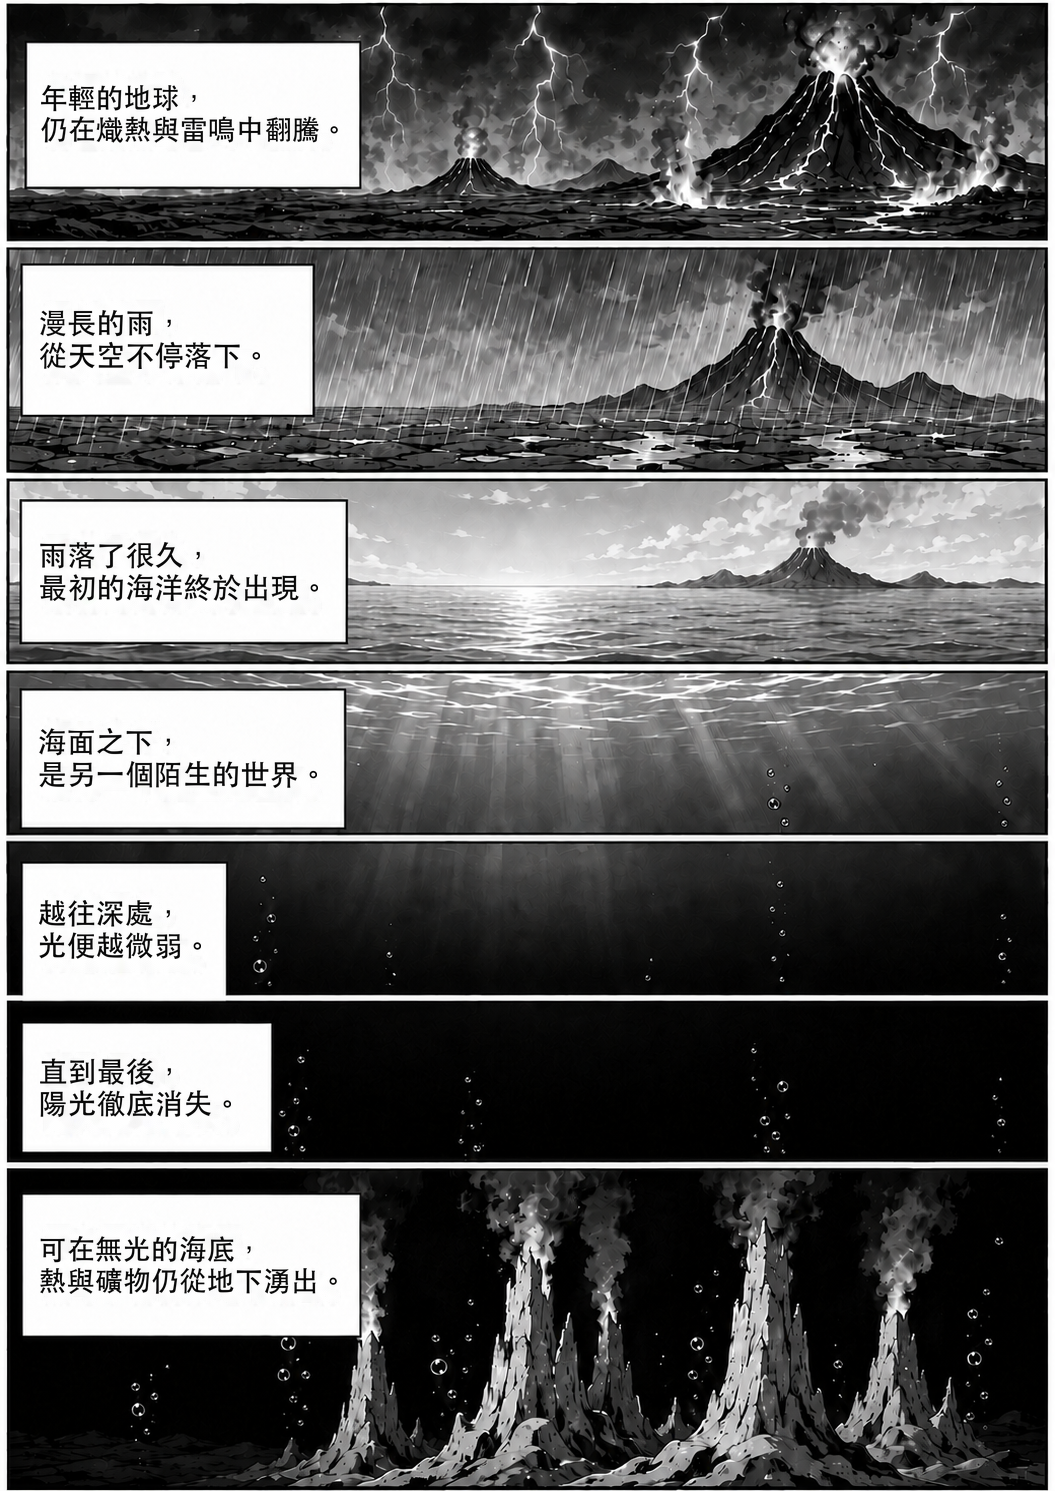 年輕的地球，
仍在熾熱與雷鳴中翻騰。
漫長的雨，
從天空不停落下。
雨落了很久，
最初的海洋終於出現。
海面之下，
是另一個陌生的世界。
越往深處，
光便越微弱。
直到最後，
陽光徹底消失。
可在無光的海底，
熱與礦物仍從地下湧出。